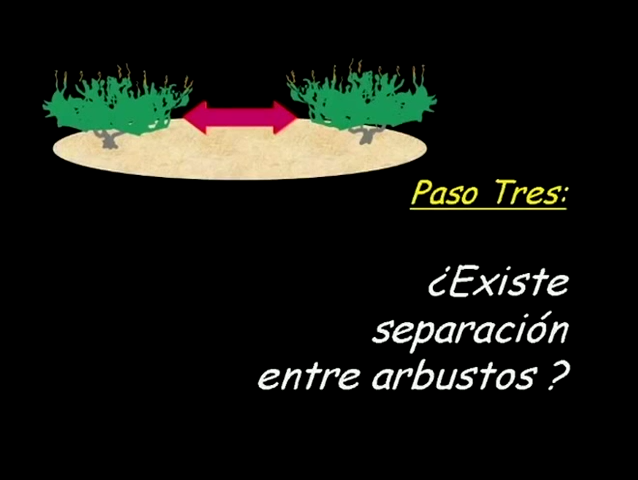 Paso Tres:
¿Existe
separación
entre arbustos ?